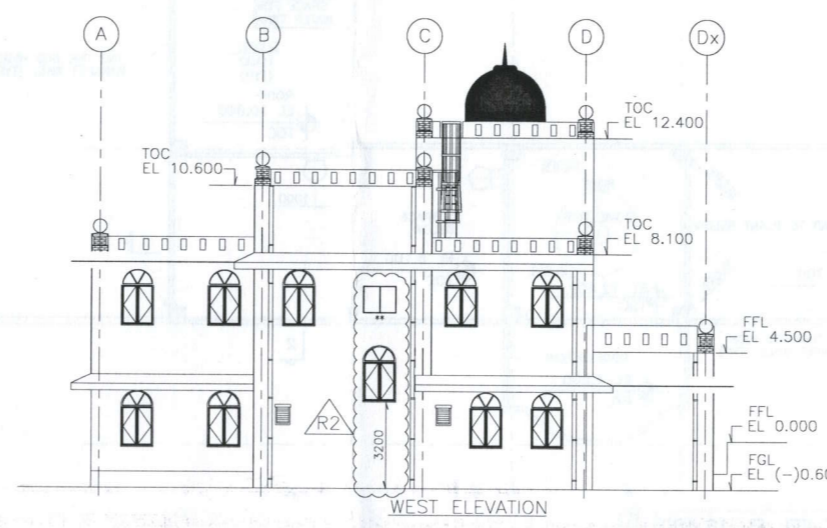 A
B
C
D
Dx
TOC
EL 12.400
TOC
EL 10.600
TOC
EL 8.100
FFL
EL 4.500
R2
3200
FFL
EL 0.000
FGL
EL (-)0.60
WEST ELEVATION